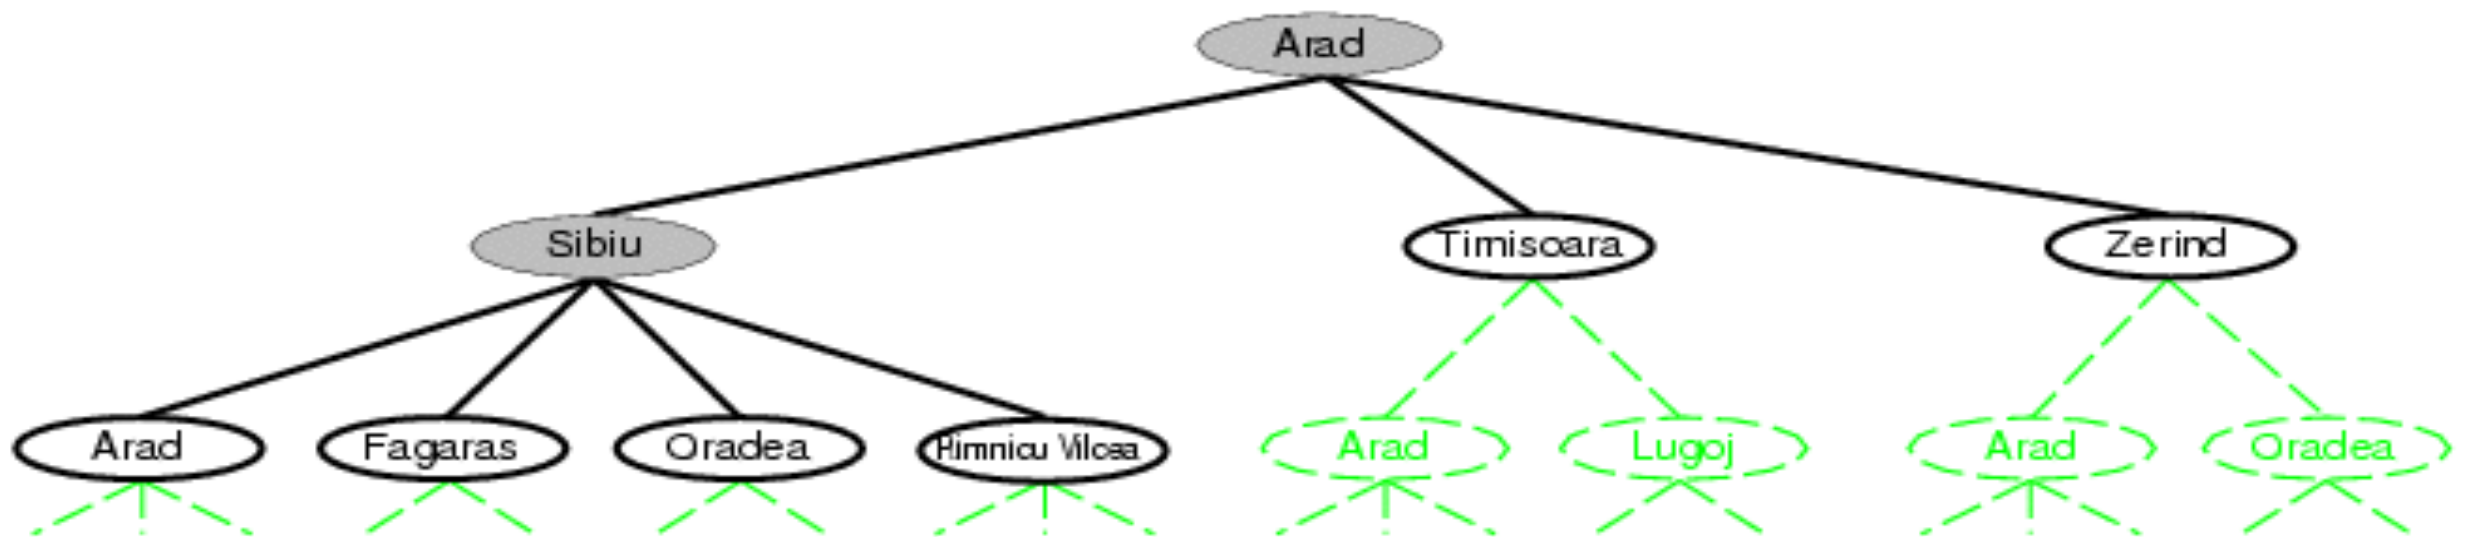 Arad
Sibiu
Timisoara
Zerind
Arad
Fagaras
Oradea
Rimnicu Vilcea
Arad
Lugoj
Arad
Oradea